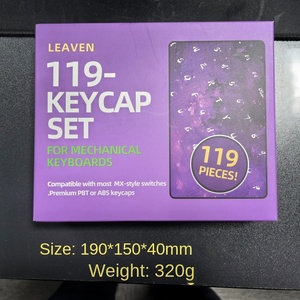 LEAVEN
119-
KEYCAP
SET
FOR MECHANICAL
KEYBOARDS
Compatible with most MX-style switches
.Premium PBT or ABS keycaps
119
PIECES!
Size: 190*150*40mm
Weight: 320g